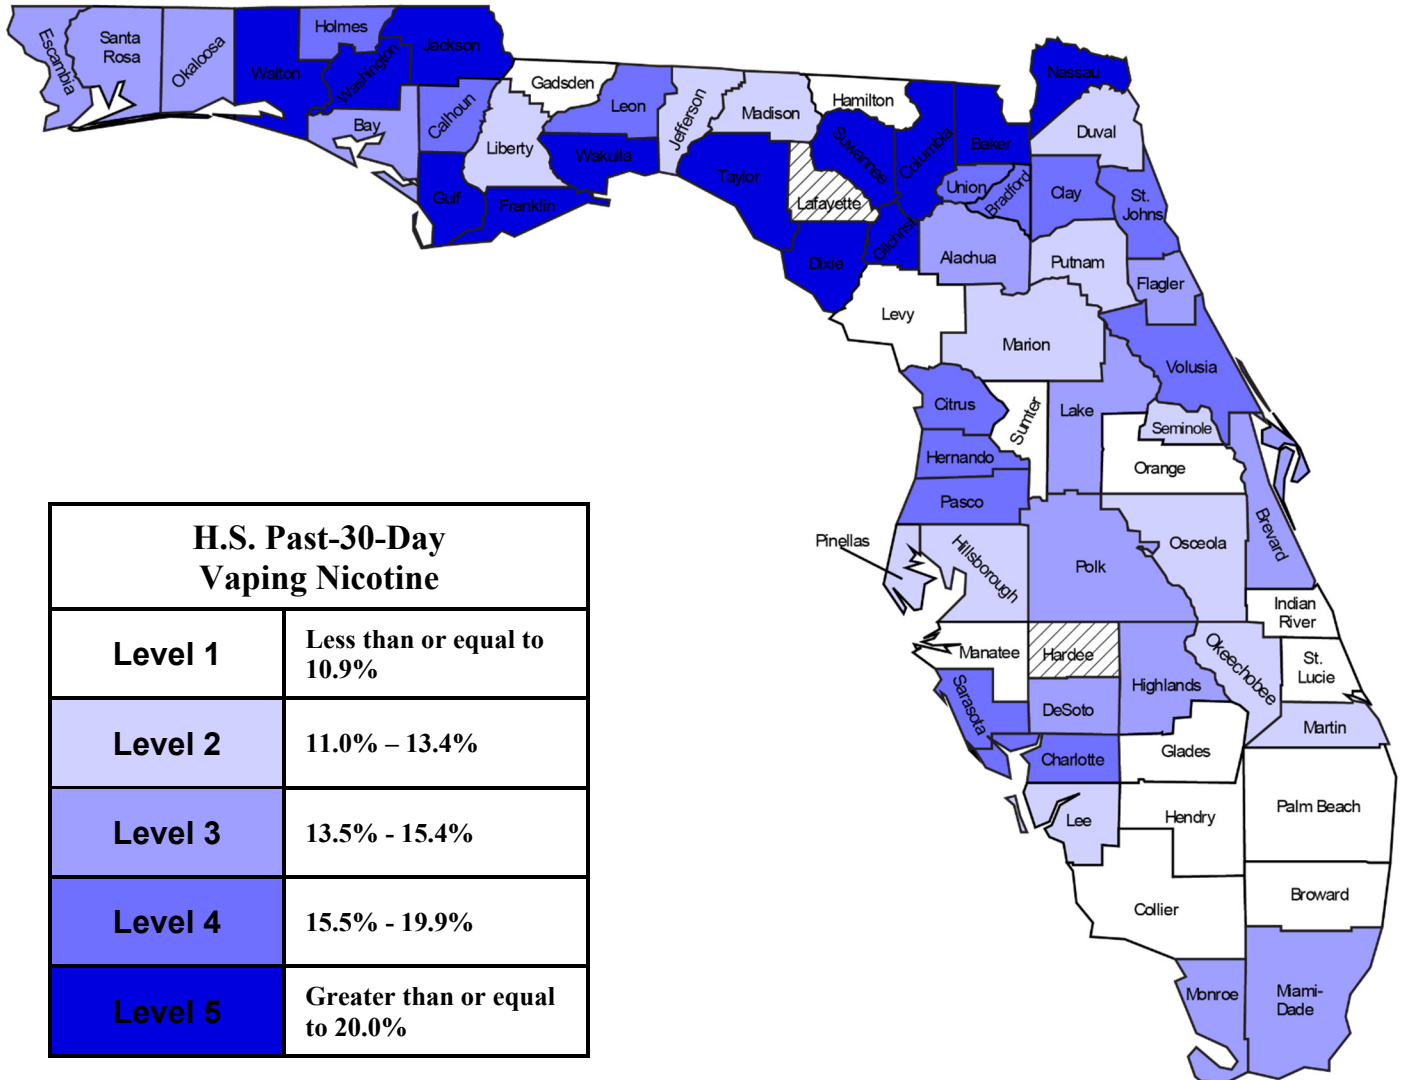 Escambia
Santa
Rosa
Okaloosa
Walton
Holmes
Washington
Jackson
Bay
Calhoun
Gulf
Gadsden
Liberty
Franklin
Leon
Wakulla
Jefferson
Madison
Taylor
Hamilton
Suwannee
Lafayette
Dixie
Columbia
Gilchrist
Baker
Union
Bradford
Nassau
Duval
Clay
St.
Johns
Alachua
Putnam
Flagler
Levy
Marion
Volusia
Citrus
Sumter
Lake
Seminole
Hernando
Orange
Pasco
Brevard
Pinellas
Hillsborough
Polk
Osceola
Indian
River
Manatee
Hardee
Highlands
Okeechobee
St.
Lucie
Sarasota
DeSoto
Martin
Charlotte
Glades
Lee
Hendry
Palm Beach
Collier
Broward
Monroe
Miami-
Dade
H.S. Past-30-Day
Vaping Nicotine
Level 1
Less than or equal to
10.9%
Level 2
11.0% – 13.4%
Level 3
13.5% - 15.4%
Level 4
15.5% - 19.9%
Level 5
Greater than or equal
to 20.0%